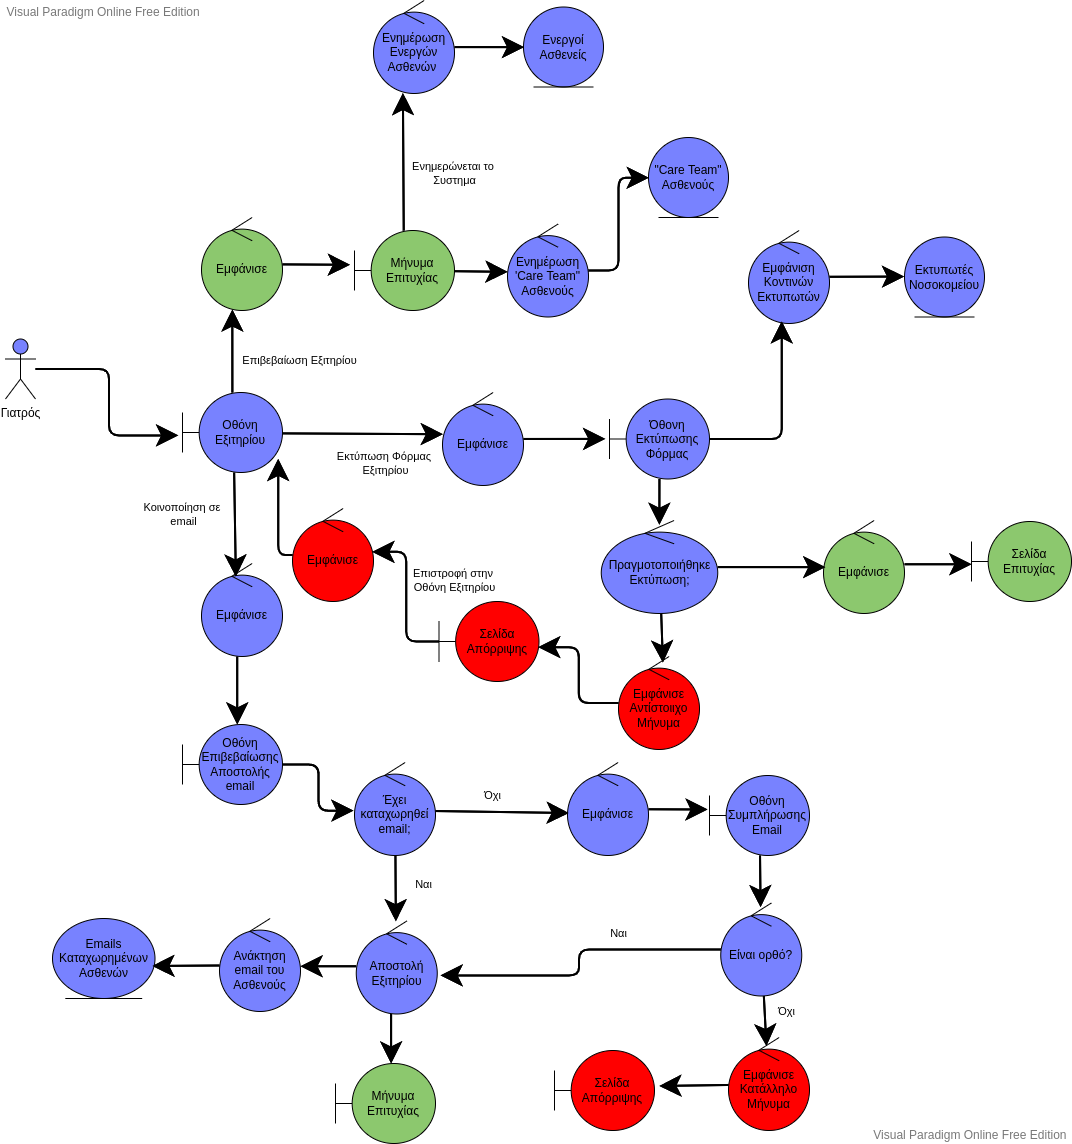 Visual Paradigm Online Free Edition
Ενημέρωση
Ενεργών
Ασθενών
Ενεργοί
Ασθενείς
Ενημερώνεται το
Συστημα
"Care Team"
Ασθενούς
Εμφάνισε
Μήνυμα
Επιτυχίας
Ενημέρωση
'Care Team"
Ασθενούς
Εμφάνιση
Κοντινών
Εκτυπωτών
Εκτυπωτές
Νοσοκομείου
Γιατρός
Επιβεβαίωση Εξιτηρίου
Οθόνη
Εξιτηρίου
Εκτύπωση Φόρμας
Εξιτηρίου
Εμφάνισε
Όθονη
Εκτύπωσης
Φόρμας
Κοινοποίηση σε
email
Εμφάνισε
Επιστροφή στην
Οθόνη Εξιτηρίου
Πραγμοτοποιήθηκε
Εκτύπωση;
Εμφάνισε
Σελίδα
Επιτυχίας
Εμφάνισε
Σελίδα
Απόρριψης
Εμφάνισε
Αντίστοιχο
Μήνυμα
Οθόνη
Επιβεβαίωσης
Αποστολής
email
Έχει
καταχωρηθεί
email;
Όχι
Εμφάνισε
Οθόνη
Συμπλήρωσης
Email
Ναι
Emails
Καταχωρημένων
Ασθενών
Ανάκτηση
email του
Ασθενούς
Αποστολή
Εξιτηρίου
Ναι
Είναι ορθό?
Όχι
Μήνυμα
Επιτυχίας
Σελίδα
Απόρριψης
Εμφάνισε
Κατάλληλο
Μήνυμα
Visual Paradigm Online Free Edition